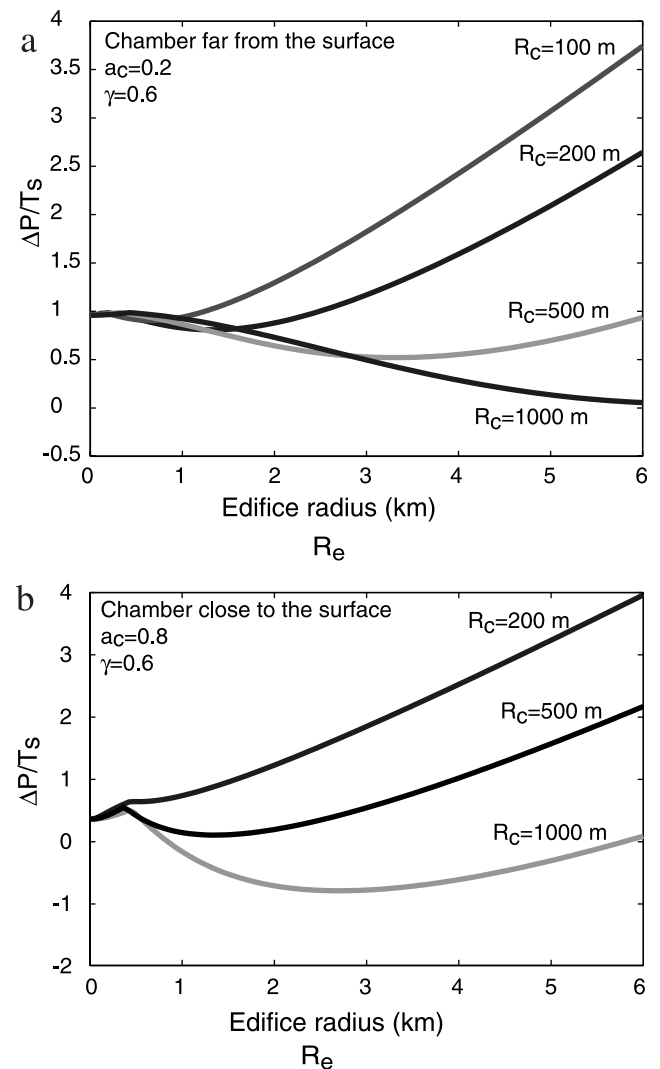 a
Chamber far from the surface
ac=0.2
γ=0.6
Rc=100 m
Rc=200 m
Rc=500 m
Rc=1000 m
ΔP/Ts
4
3.5
3
2.5
2
1.5
1
0.5
0
-0.5
0 1 2 3 4 5 6
Edifice radius (km)
Re
b
Chamber close to the surface
ac=0.8
γ=0.6
Rc=200 m
Rc=500 m
Rc=1000 m
ΔP/Ts
4
3
2
1
0
-1
-2
0 1 2 3 4 5 6
Edifice radius (km)
Re